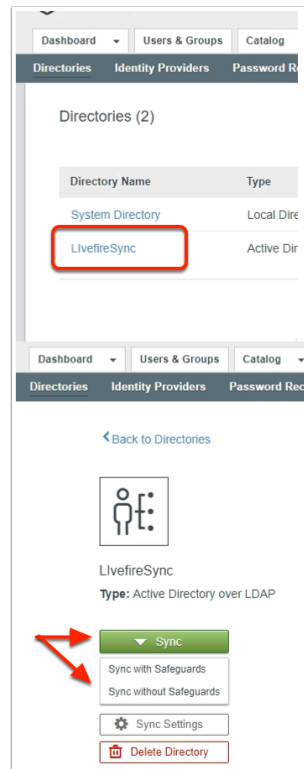 Dashboard Users & Groups Catalog
Directories Identity Providers Password
Directories (2)
Directory Name Type
System Directory Local Dire
LIvefireSync Active Dir
Dashboard Users & Groups Catalog
Directories Identity Providers Password Rec
Back to Directories
LIvefireSync
Type: Active Directory over LDAP
Sync
Sync with Safeguards
Sync without Safeguards
Sync Settings
Delete Directory